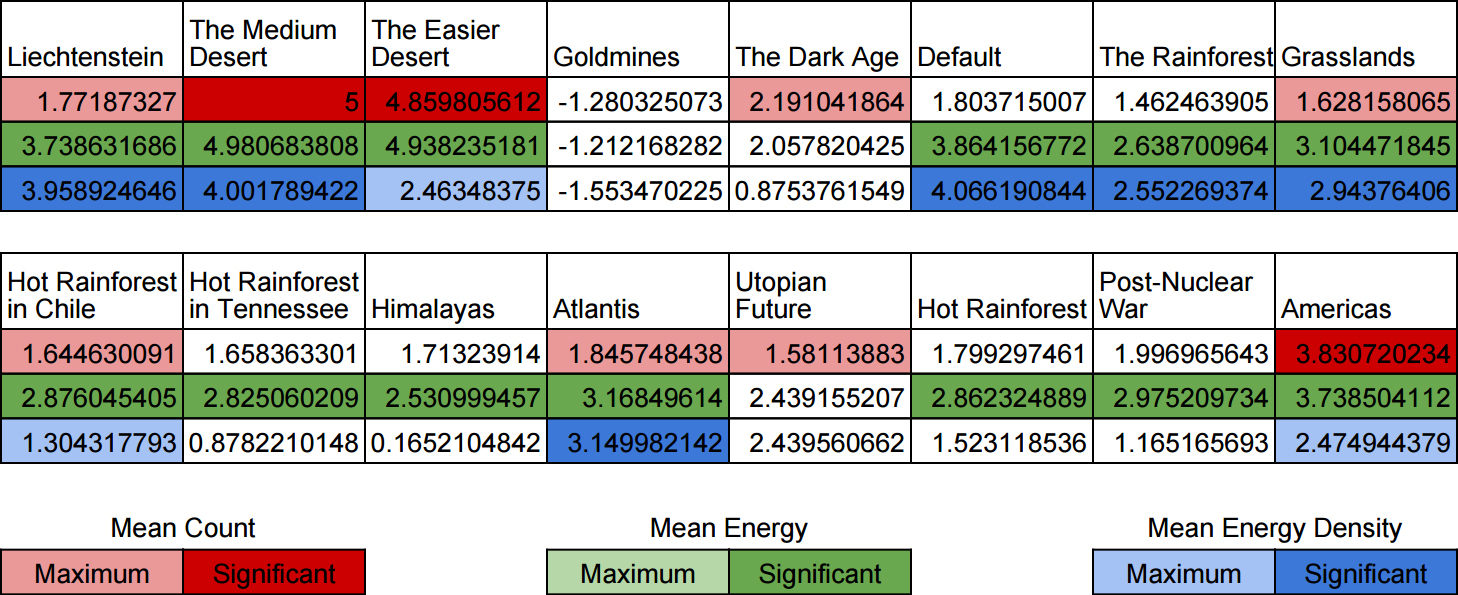 Liechtenstein The Medium Desert The Easier Desert Goldmines The Dark Age Default The Rainforest Grasslands
1.77187327 5 4.859805612 -1.280325073 2.191041864 1.803715007 1.462463905 1.628158065
3.738631686 4.980683808 4.938235181 -1.212168282 2.057820425 3.864156772 2.638700964 3.104471845
3.958924646 4.001789422 2.46348375 -1.553470225 0.8753761549 4.066190844 2.552269374 2.94376406
Hot Rainforest in Chile Hot Rainforest in Tennessee Himalayas Atlantis Utopian Future Hot Rainforest Post-Nuclear War Americas
1.644630091 1.658363301 1.71323914 1.845748438 1.58113883 1.799297461 1.996965643 3.830720234
2.876045405 2.825060209 2.530999457 3.16849614 2.439155207 2.862324889 2.975209734 3.738504112
1.304317793 0.8782210148 0.1652104842 3.149982142 2.439560662 1.523118536 1.165165693 2.474944379
Mean Count Mean Energy Mean Energy Density
Maximum Significant Maximum Significant Maximum Significant